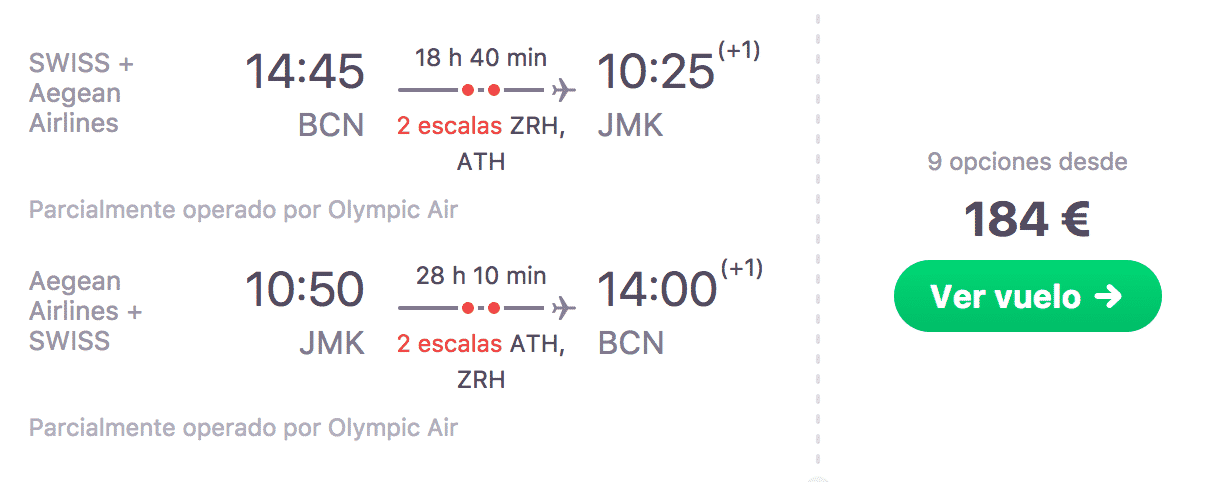 SWISS +
Aegean
Airlines
14:45
BCN
18 h 40 min
2 escalas ZRH,
ATH
10:25(+1)
JMK
Parcialmente operado por Olympic Air
Aegean
Airlines +
SWISS
10:50
JMK
28 h 10 min
2 escalas ATH,
ZRH
14:00(+1)
BCN
Parcialmente operado por Olympic Air
9 opciones desde
184 €
Ver vuelo →